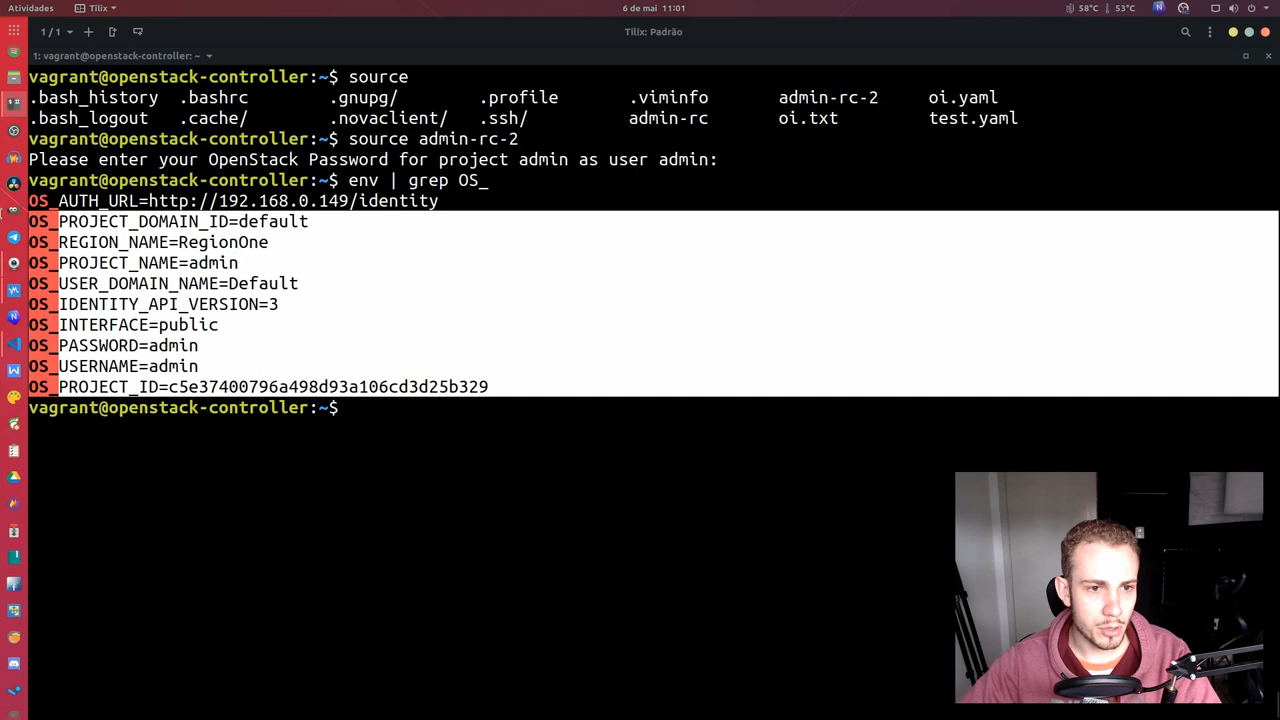 Atividades
Tilix
6 de mai 11:01
58°C
53°C
1 / 1
Tilix: Padrão
1: vagrant@openstack-controller: ~
vagrant@openstack-controller:~$ source
.bash_history .bashrc .gnupg/ .profile .viminfo admin-rc-2 oi.yaml
.bash_logout .cache/ .novaclient/ .ssh/ admin-rc oi.txt test.yaml
vagrant@openstack-controller:~$ source admin-rc-2
Please enter your OpenStack Password for project admin as user admin:
vagrant@openstack-controller:~$ env | grep OS_
OS_AUTH_URL=http://192.168.0.149/identity
OS_PROJECT_DOMAIN_ID=default
OS_REGION_NAME=RegionOne
OS_PROJECT_NAME=admin
OS_USER_DOMAIN_NAME=Default
OS_IDENTITY_API_VERSION=3
OS_INTERFACE=public
OS_PASSWORD=admin
OS_USERNAME=admin
OS_PROJECT_ID=c5e37400796a498d93a106cd3d25b329
vagrant@openstack-controller:~$